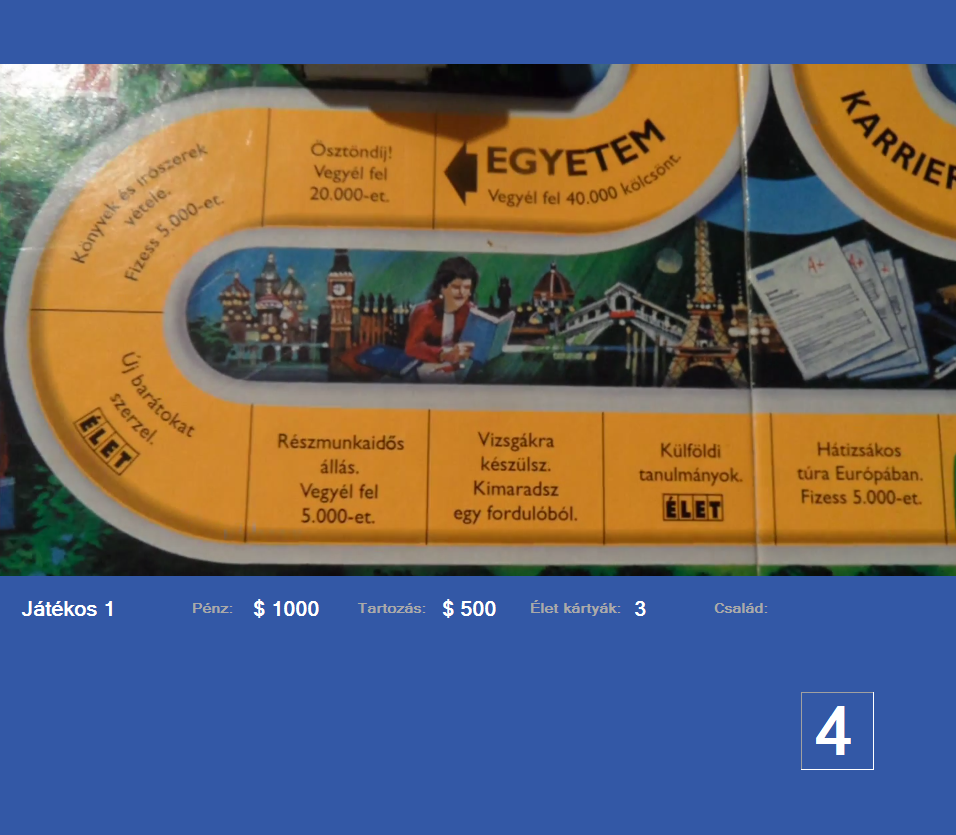 EGYETEM
Vegyél fel 40.000 kölcsönt.
Ösztöndíj!
Vegyél fel
20.000-et.
Könyvek és írószerek
vétele.
Fizess 5.000-et.
Új barátokat
szerzel.
ÉLET
Részmunkaidős
állás.
Vegyél fel
5.000-et.
Vizsgákra
készülsz.
Kimaradsz
egy fordulóból.
Külföldi
tanulmányok.
ÉLET
Hátizsákos
túra Európában.
Fizess 5.000-et.
KARRIER
A+
A+
Játékos 1 Pénz: $ 1000 Tartozás: $ 500 Élet kártyák: 3 Család:
4